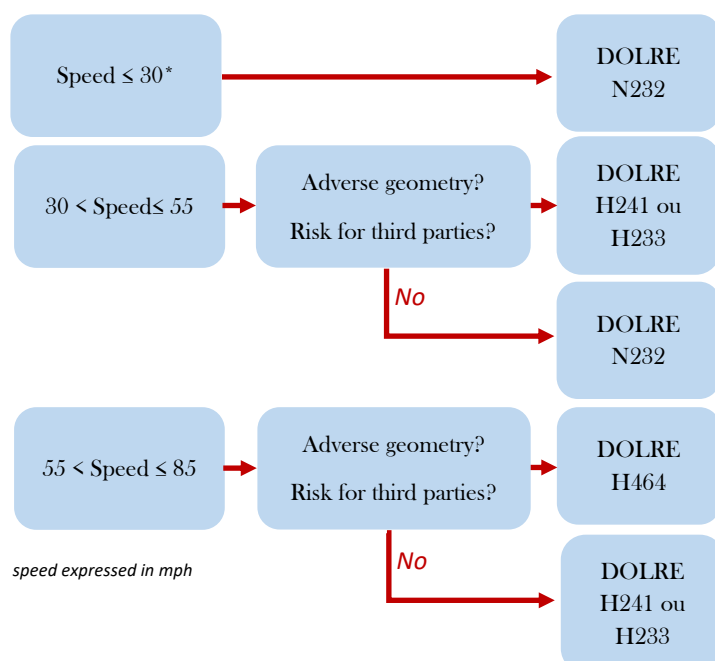 Speed ≤ 30*
DOLRE
N232
30 < Speed≤ 55
Adverse geometry?
Risk for third parties?
DOLRE
H241 ou
H233
No
DOLRE
N232
55 < Speed ≤ 85
Adverse geometry?
Risk for third parties?
DOLRE
H464
No
speed expressed in mph
DOLRE
H241 ou
H233